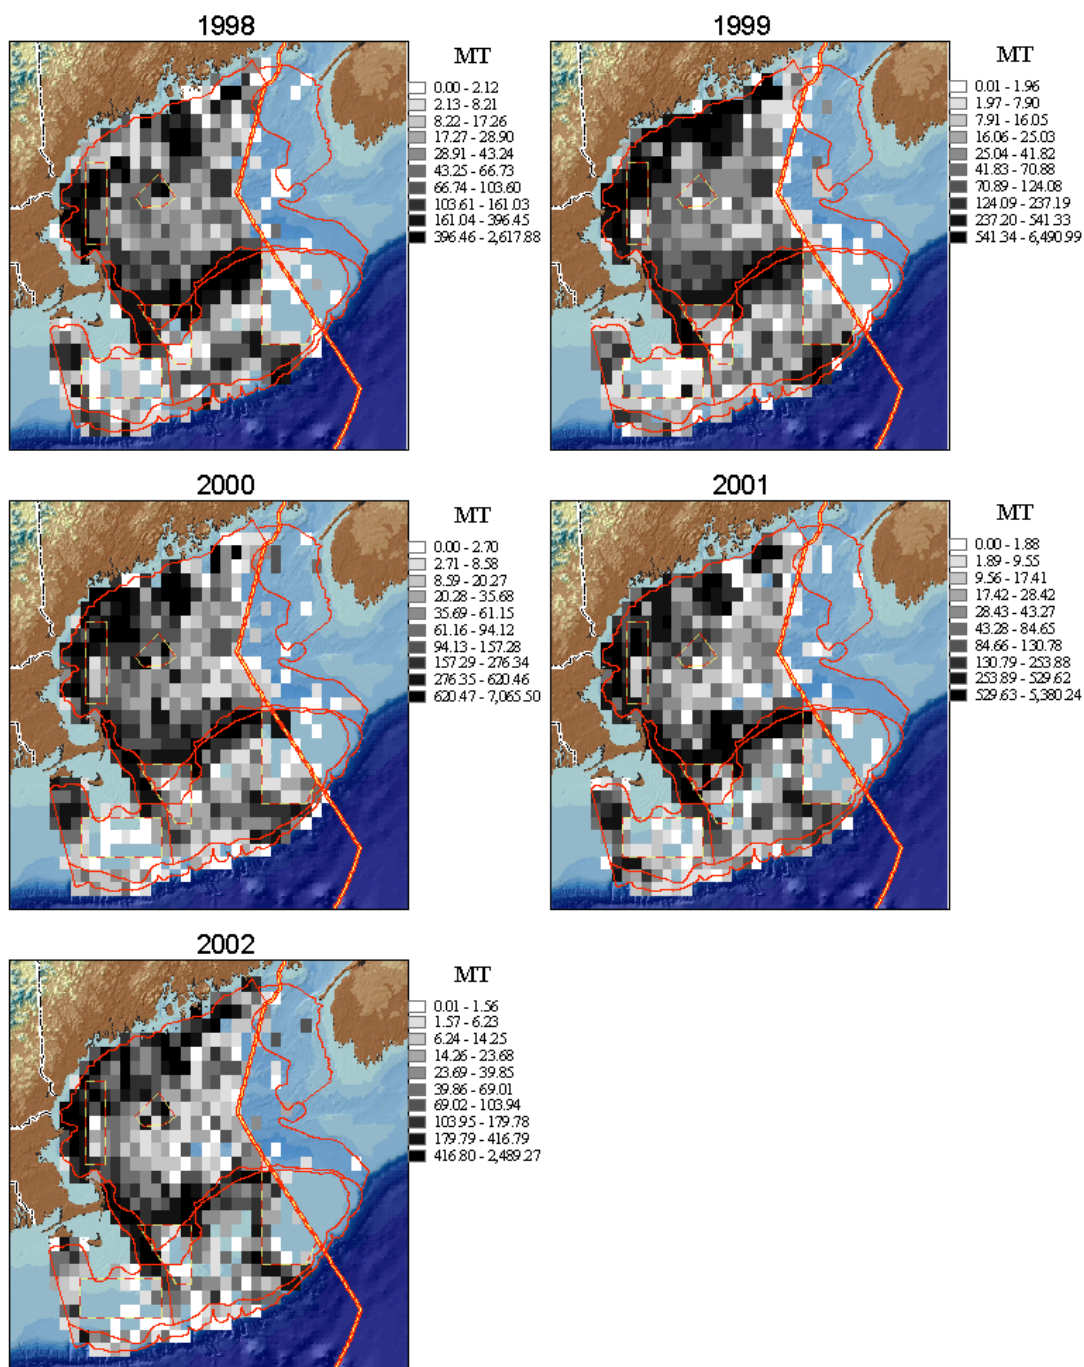 1998
MT
0.00 - 2.12
2.13 - 8.21
8.22 - 17.26
17.27 - 28.90
28.91 - 43.24
43.25 - 66.73
66.74 - 103.60
103.61 - 161.03
161.04 - 396.45
396.46 - 2,617.88
1999
MT
0.01 - 1.96
1.97 - 7.90
7.91 - 16.05
16.06 - 25.03
25.04 - 41.82
41.83 - 70.88
70.89 - 124.08
124.09 - 237.19
237.20 - 541.33
541.34 - 6,490.99
2000
MT
0.00 - 2.70
2.71 - 8.58
8.59 - 20.27
20.28 - 35.68
35.69 - 61.15
61.16 - 94.12
94.13 - 157.28
157.29 - 276.34
276.35 - 620.46
620.47 - 7,065.50
2001
MT
0.00 - 1.88
1.89 - 9.55
9.56 - 17.41
17.42 - 28.42
28.43 - 43.27
43.28 - 84.65
84.66 - 130.78
130.79 - 253.88
253.89 - 529.62
529.63 - 5,380.24
2002
MT
0.01 - 1.56
1.57 - 6.23
6.24 - 14.25
14.26 - 23.68
23.69 - 39.85
39.86 - 69.01
69.02 - 103.94
103.95 - 179.78
179.79 - 416.79
416.80 - 2,489.27